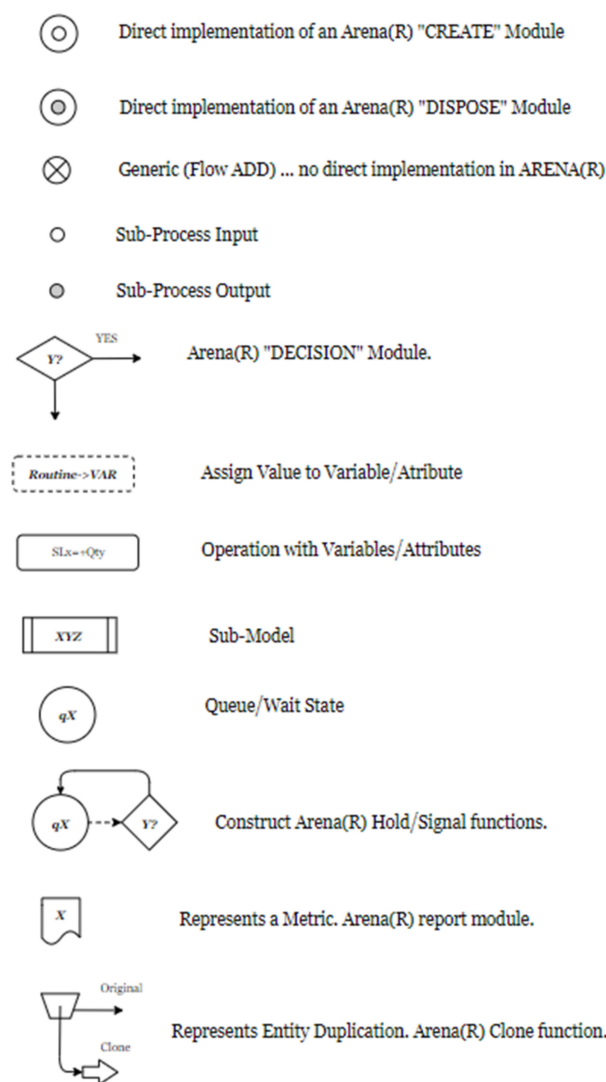 Direct implementation of an Arena(R) "CREATE" Module
Direct implementation of an Arena(R) "DISPOSE" Module
Generic (Flow ADD) ... no direct implementation in ARENA(R)
Sub-Process Input
Sub-Process Output
YES
Y?
Arena(R) "DECISION" Module.
Routine->VAR
Assign Value to Variable/Atribute
SLx=+Qty
Operation with Variables/Attributes
XYZ
Sub-Model
qX
Queue/Wait State
qX
Y?
Construct Arena(R) Hold/Signal functions.
X
Represents a Metric. Arena(R) report module.
Original
Represents Entity Duplication. Arena(R) Clone function.
Clone